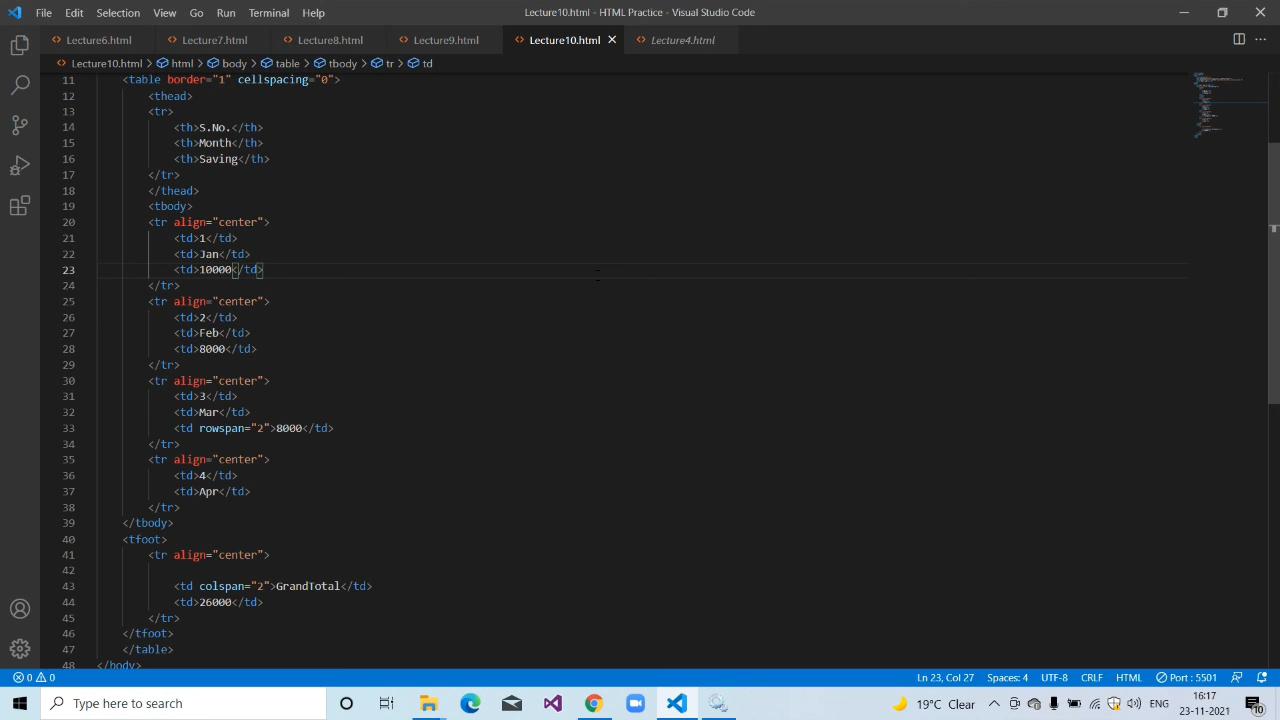 File Edit Selection View Go Run Terminal Help Lecture10.html - HTML Practice - Visual Studio Code
Lecture6.html Lecture7.html Lecture8.html Lecture9.html Lecture10.html Lecture4.html
Lecture10.html > html > body > table > tbody > tr > td
11 <table border="1" cellspacing="0">
12 <thead>
13 <tr>
14 <th>S.No.</th>
15 <th>Month</th>
16 <th>Saving</th>
17 </tr>
18 </thead>
19 <tbody>
20 <tr align="center">
21 <td>1</td>
22 <td>Jan</td>
23 <td>10000</td>
24 </tr>
25 <tr align="center">
26 <td>2</td>
27 <td>Feb</td>
28 <td>8000</td>
29 </tr>
30 <tr align="center">
31 <td>3</td>
32 <td>Mar</td>
33 <td rowspan="2">8000</td>
34 </tr>
35 <tr align="center">
36 <td>4</td>
37 <td>Apr</td>
38 </tr>
39 </tbody>
40 <tfoot>
41 <tr align="center">
42
43 <td colspan="2">GrandTotal</td>
44 <td>26000</td>
45 </tr>
46 </tfoot>
47 </table>
48 </body>
0 0 Ln 23, Col 27 Spaces: 4 UTF-8 CRLF HTML Port : 5501
Type here to search 19°C Clear ENG 16:17
23-11-2021 10